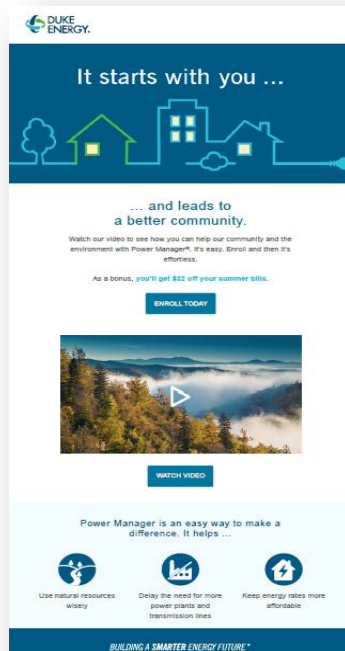 DUKE
ENERGY®
It starts with you ...
... and leads to
a better community.
Watch our video to see how you can help our community and the
environment with Power Manager®. It's easy. Enroll and then it's
effortless.
As a bonus, you'll get $32 off your summer bills.
ENROLL TODAY
WATCH VIDEO
Power Manager is an easy way to make a
difference. It helps ...
Use natural resources
wisely
Delay the need for more
power plants and
transmission lines
Keep energy rates more
affordable
BUILDING A SMARTER ENERGY FUTURE℠